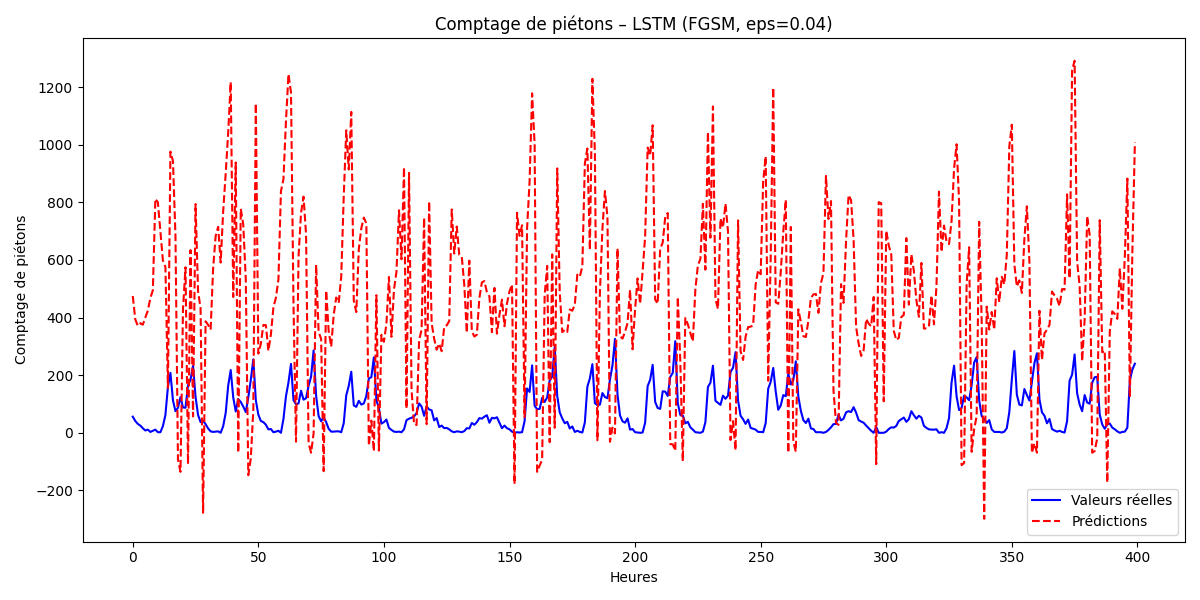 Comptage de piétons – LSTM (FGSM, eps=0.04)
Comptage de piétons
1200
1000
800
600
400
200
0
−200
0 50 100 150 200 250 300 350 400
Heures
Valeurs réelles
Prédictions